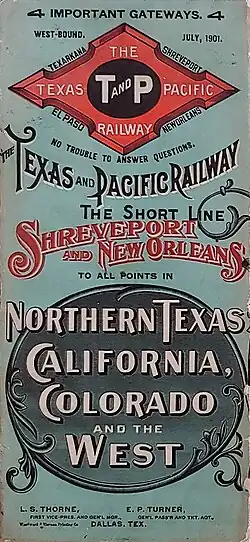 4 IMPORTANT GATEWAYS. 4
WEST-BOUND. JULY, 1901.
TEXARKANA SHREVEPORT
THE
TEXAS T AND P PACIFIC
RAILWAY
EL PASO NEW ORLEANS
NO TROUBLE TO ANSWER QUESTIONS.
THE
TEXAS AND PACIFIC RAILWAY
THE SHORT LINE
SHREVEPORT
AND NEW ORLEANS
TO ALL POINTS IN
NORTHERN TEXAS
CALIFORNIA,
COLORADO
AND THE
WEST
L. S. THORNE, E. P. TURNER,
FIRST VICE-PRES. AND GEN'L MGR., GEN'L PASS'R AND TKT. AGT.,
DALLAS, TEX.